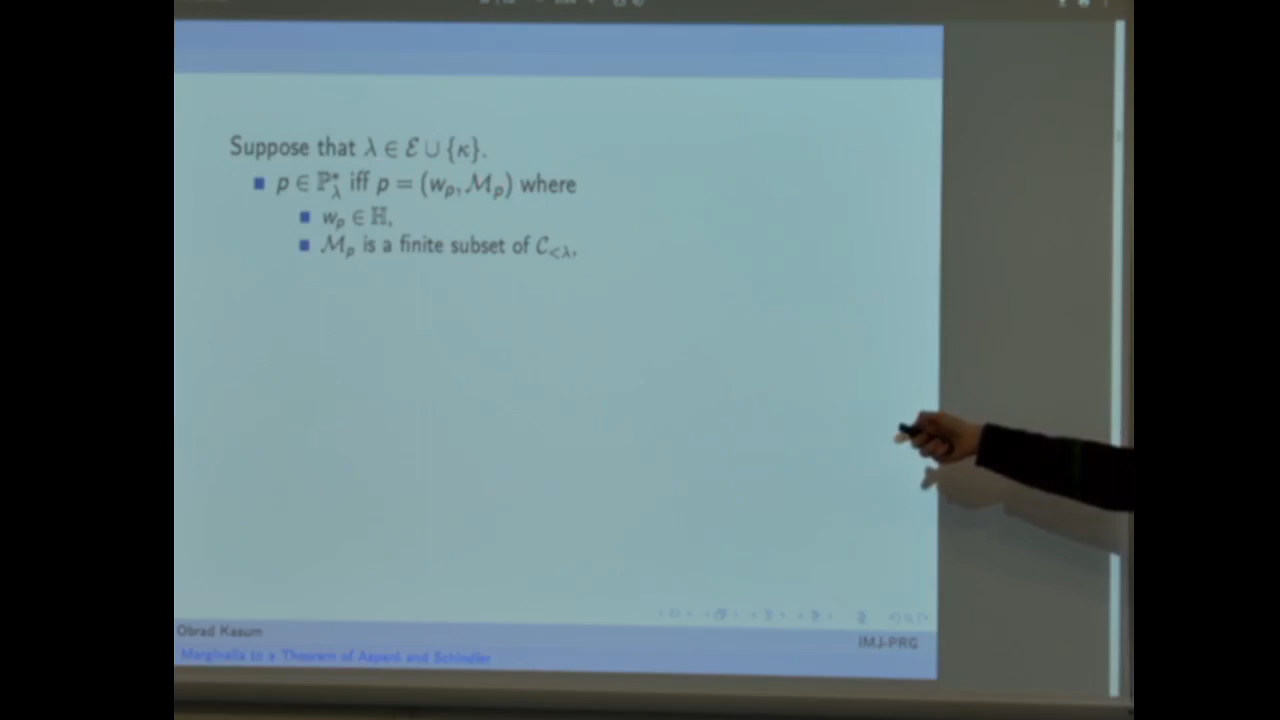 Suppose that λ ∈ ℰ ∪ {κ}.
p ∈ ℙ*_λ iff p = (w_p, ℳ_p) where
w_p ∈ ℍ,
ℳ_p is a finite subset of 𝒞_{<λ},
Obrad Kasum
IMJ-PRG
Marginalia to a Theorem of Asperó and Schindler